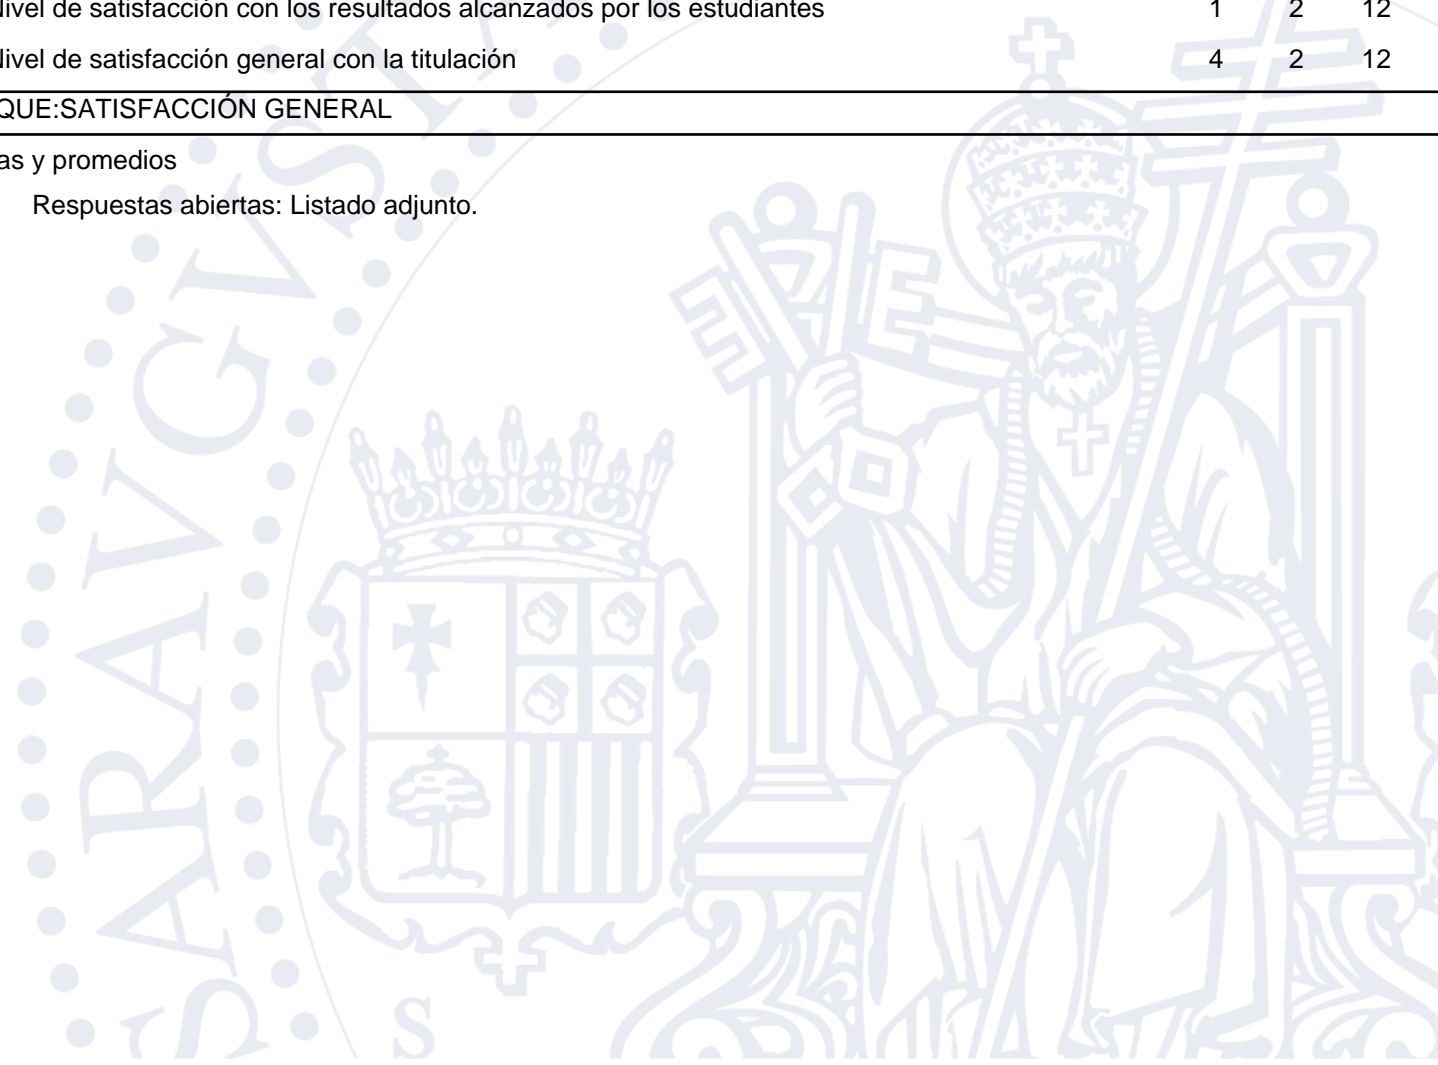 Nivel de satisfacción con los resultados alcanzados por los estudiantes 1 2 12
Nivel de satisfacción general con la titulación 4 2 12
QUE:SATISFACCIÓN GENERAL
as y promedios
Respuestas abiertas: Listado adjunto.
SARAVGVSTA
S